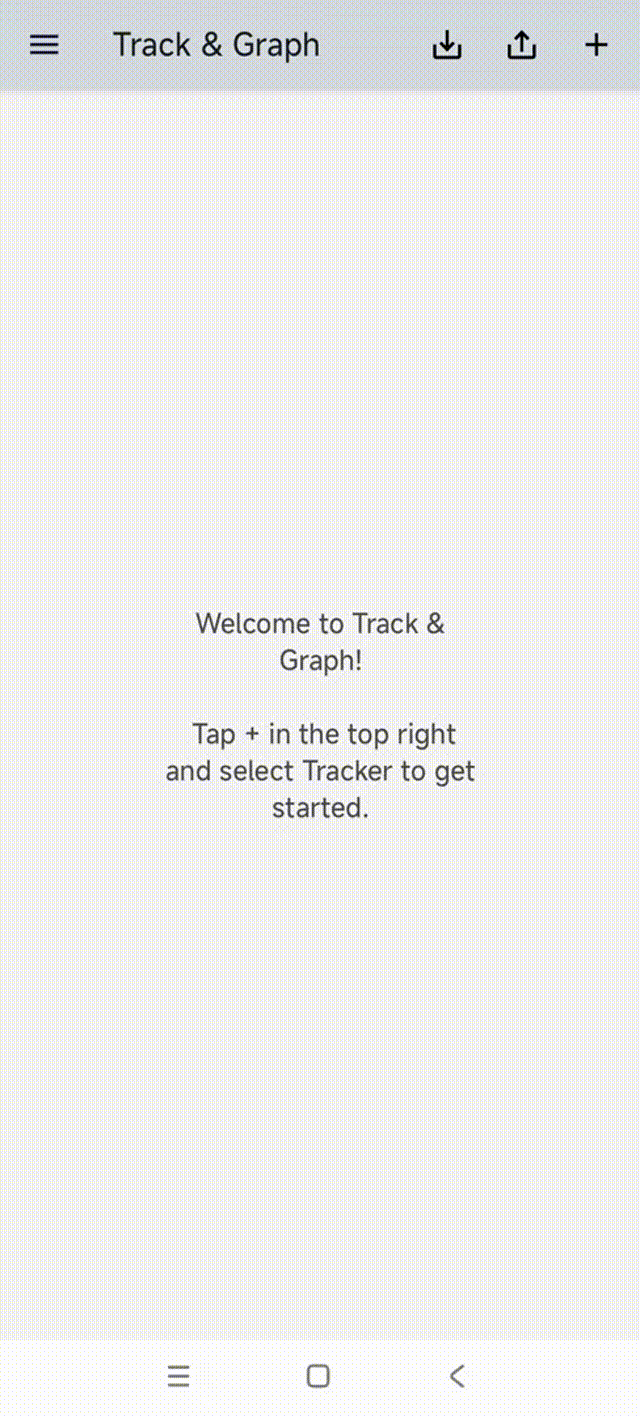 Track & Graph
Welcome to Track &
Graph!
Tap + in the top right
and select Tracker to get
started.